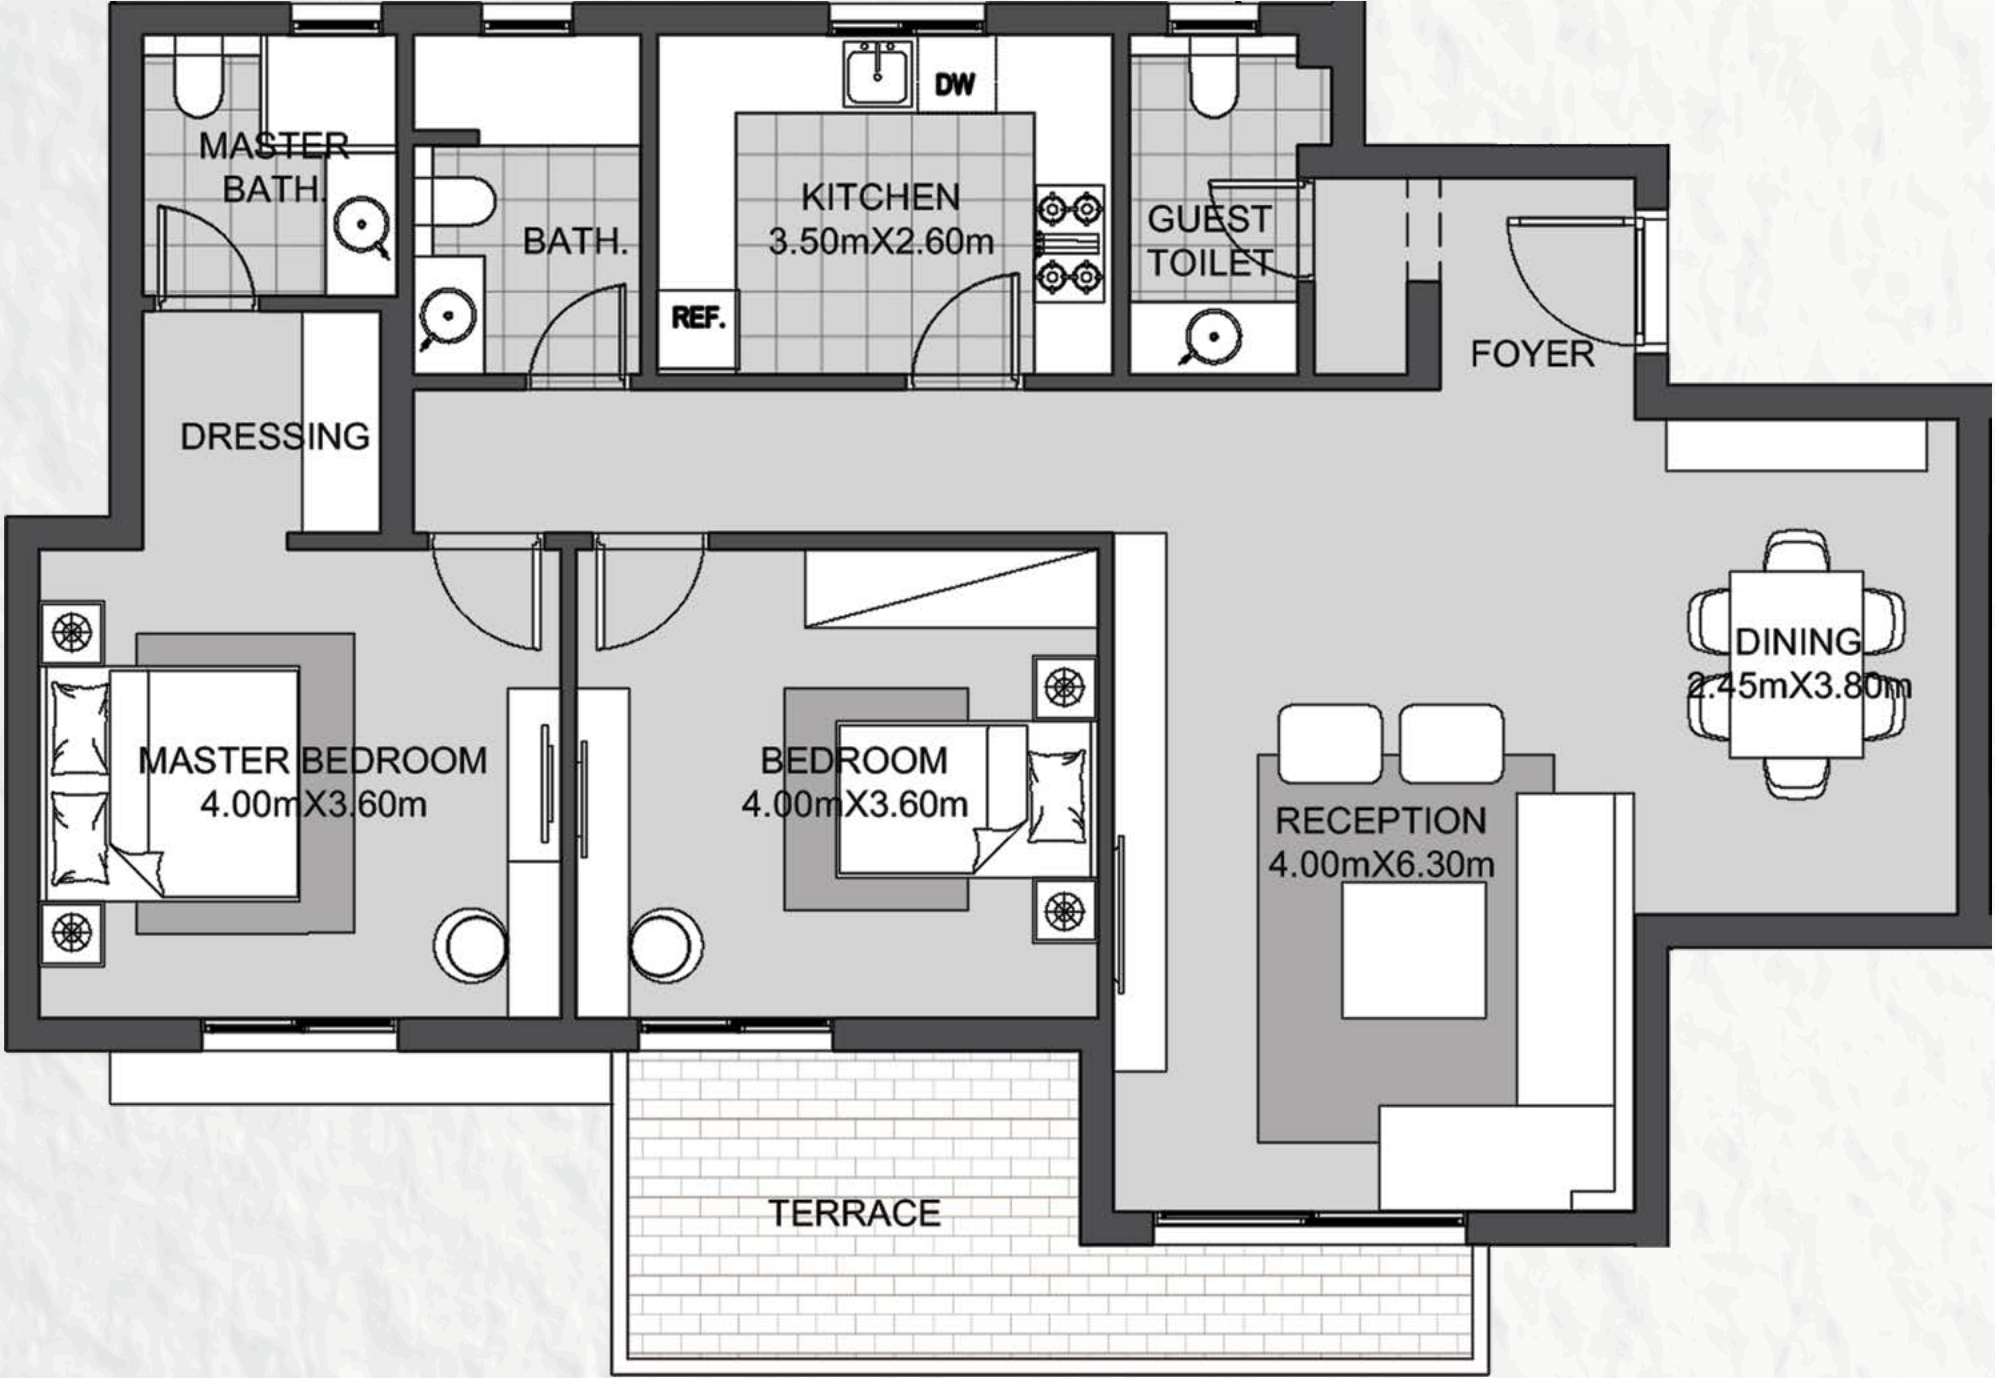 MASTER
BATH.
BATH.
DW
KITCHEN
3.50mX2.60m
REF.
GUEST
TOILET
FOYER
DRESSING
DINING
2.45mX3.80m
MASTER BEDROOM
4.00mX3.60m
BEDROOM
4.00mX3.60m
RECEPTION
4.00mX6.30m
TERRACE